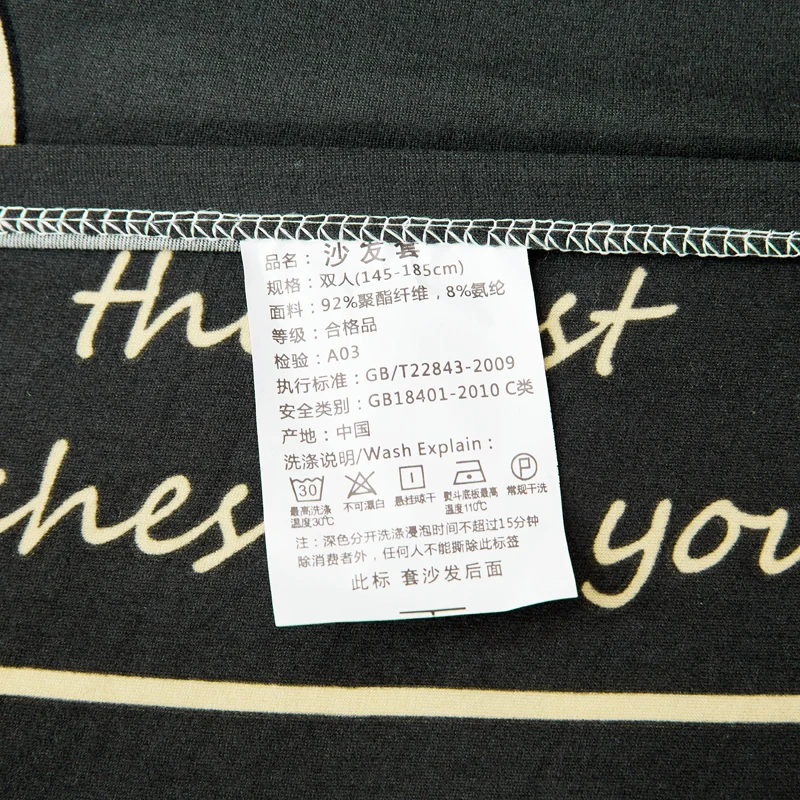 品名：沙发套
规格：双人(145-185cm)
面料：92%聚酯纤维，8%氨纶
等级：合格品
检验：A03
执行标准：GB/T22843-2009
安全类别：GB18401-2010 C类
产地：中国
洗涤说明/Wash Explain：
30 P
最高洗涤温度30℃ 不可漂白 悬挂晾干 熨斗底板最高温度110℃ 常规干洗
注：深色分开洗涤浸泡时间不超过15分钟
除消费者外，任何人不能撕除此标签
此标 套沙发后面
you